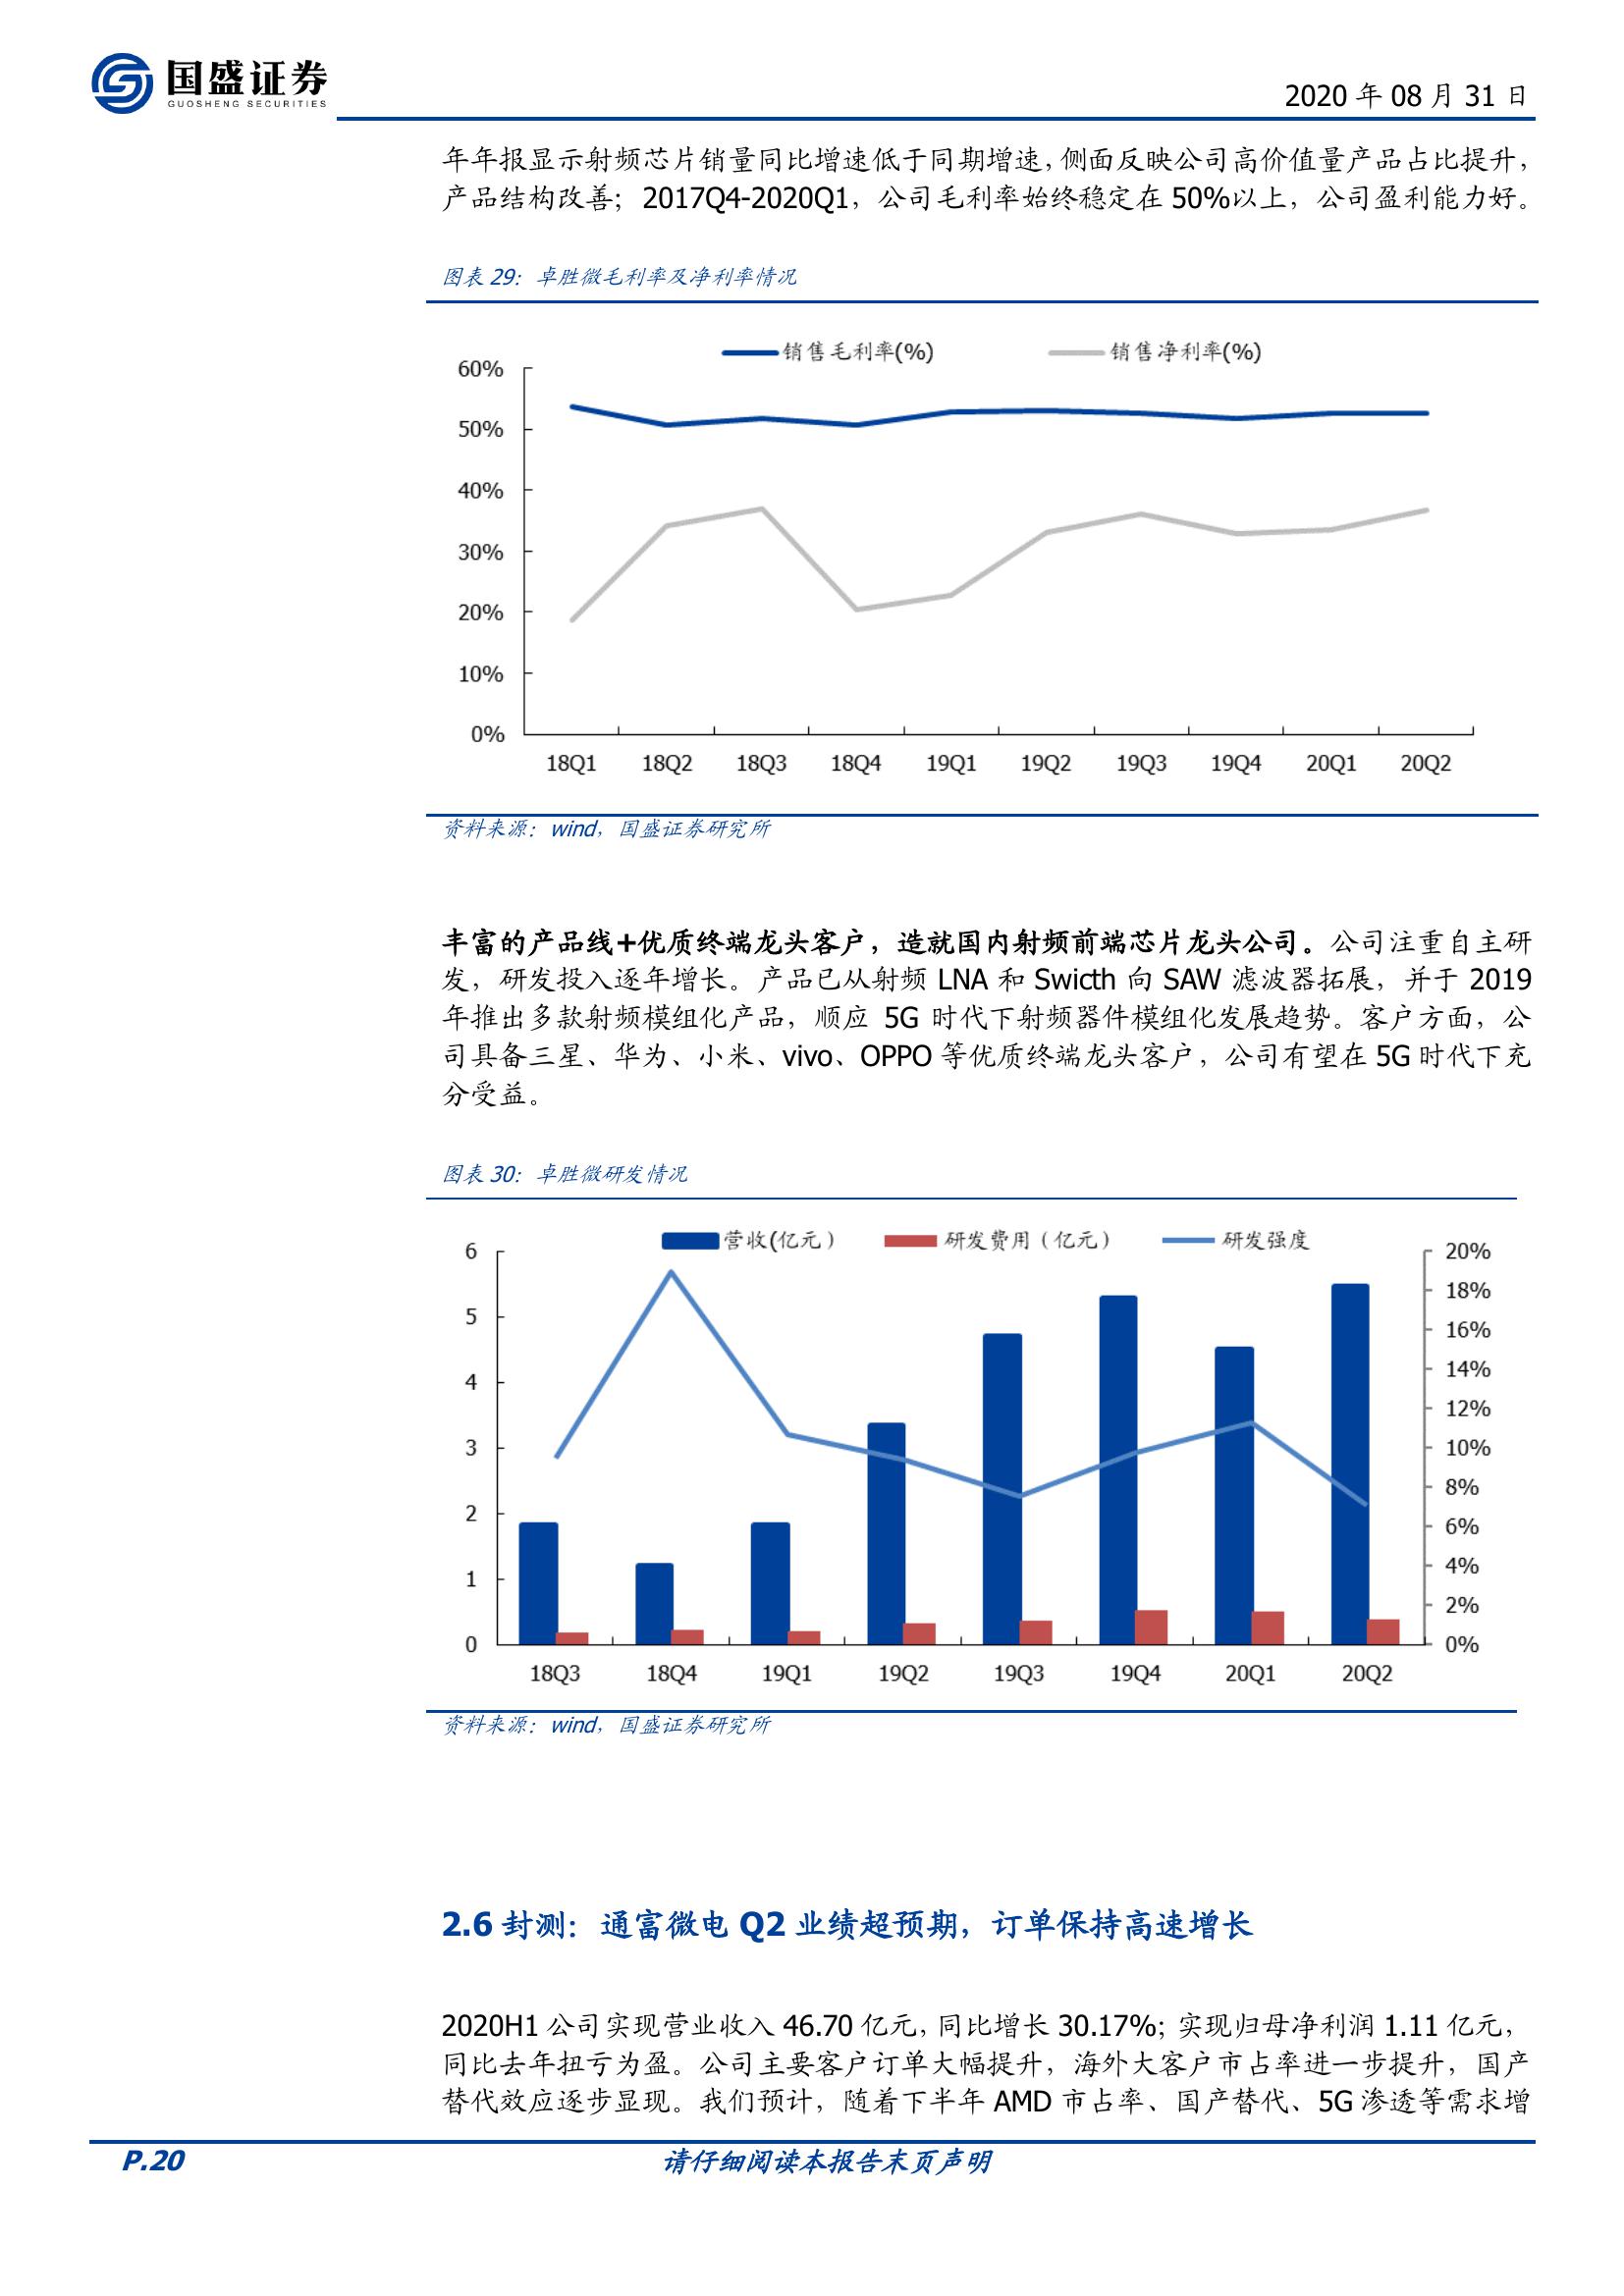 国盛证券
GUOSHENG SECURITIES
2020 年 08 月 31 日
年年报显示射频芯片销量同比增速低于同期增速，侧面反映公司高价值量产品占比提升，
产品结构改善；2017Q4-2020Q1，公司毛利率始终稳定在 50%以上，公司盈利能力好。
图表 29：卓胜微毛利率及净利率情况
销售毛利率(%) 销售净利率(%)
60%
50%
40%
30%
20%
10%
0%
18Q1 18Q2 18Q3 18Q4 19Q1 19Q2 19Q3 19Q4 20Q1 20Q2
资料来源：wind，国盛证券研究所
丰富的产品线+优质终端龙头客户，造就国内射频前端芯片龙头公司。公司注重自主研
发，研发投入逐年增长。产品已从射频 LNA 和 Swicth 向 SAW 滤波器拓展，并于 2019
年推出多款射频模组化产品，顺应 5G 时代下射频器件模组化发展趋势。客户方面，公
司具备三星、华为、小米、vivo、OPPO 等优质终端龙头客户，公司有望在 5G 时代下充
分受益。
图表 30：卓胜微研发情况
营收(亿元） 研发费用（亿元） 研发强度
6 20%
18%
5
16%
14%
4
12%
3 10%
8%
2
6%
1 4%
2%
0 0%
18Q3 18Q4 19Q1 19Q2 19Q3 19Q4 20Q1 20Q2
资料来源：wind，国盛证券研究所
2.6 封测：通富微电 Q2 业绩超预期，订单保持高速增长
2020H1 公司实现营业收入 46.70 亿元，同比增长 30.17%；实现归母净利润 1.11 亿元，
同比去年扭亏为盈。公司主要客户订单大幅提升，海外大客户市占率进一步提升，国产
替代效应逐步显现。我们预计，随着下半年 AMD 市占率、国产替代、5G 渗透等需求增
P.20 请仔细阅读本报告末页声明